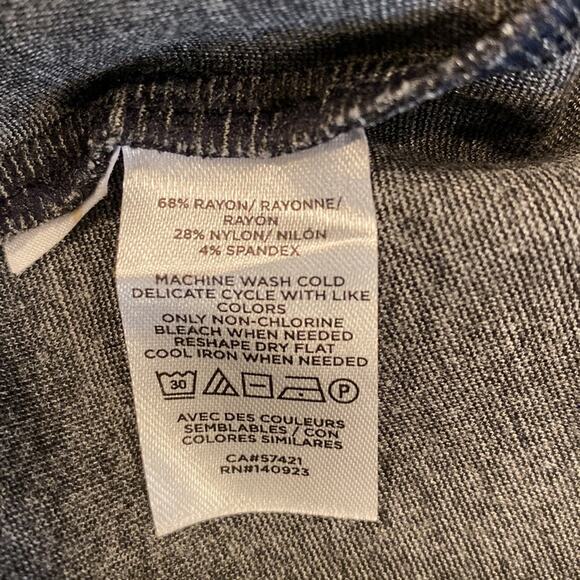 68% RAYON/ RAYONNE/
RAYON
28% NYLON/ NILÓN
4% SPANDEX
MACHINE WASH COLD
DELICATE CYCLE WITH LIKE
COLORS
ONLY NON-CHLORINE
BLEACH WHEN NEEDED
RESHAPE DRY FLAT
COOL IRON WHEN NEEDED
30 P
AVEC DES COULEURS
SEMBLABLES / CON
COLORES SIMILARES
CA#57421
RN#140923